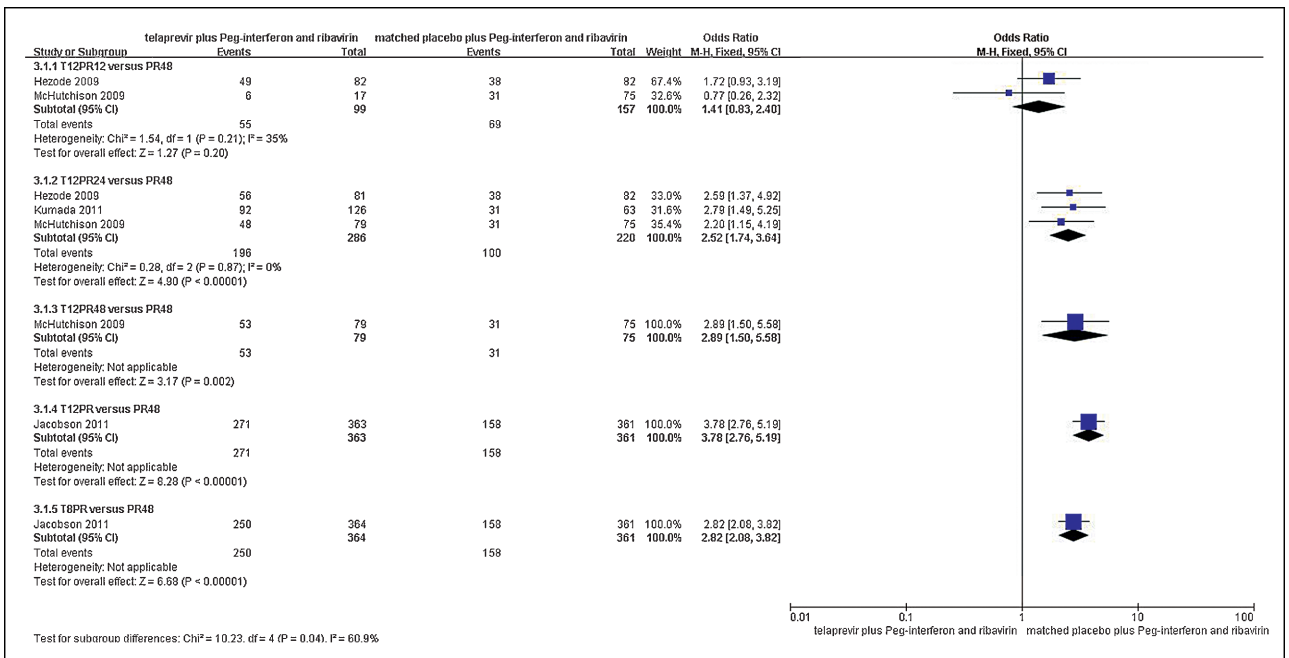 telaprevir plus Peg-interferon and ribavirin matched placebo plus Peg-interferon and ribavirin Odds Ratio Odds Ratio
Study or Subgroup Events Total Events Total Weight M-H, Fixed, 95% CI M-H, Fixed, 95% CI
3.1.1 T12PR12 versus PR48
Hezode 2009 49 82 38 82 67.4% 1.72 [0.93, 3.19]
McHutchison 2009 6 17 31 75 32.6% 0.77 [0.26, 2.32]
Subtotal (95% CI) 99 157 100.0% 1.41 [0.83, 2.40]
Total events 55 69
Heterogeneity: Chi² = 1.54, df = 1 (P = 0.21); I² = 35%
Test for overall effect: Z = 1.27 (P = 0.20)
3.1.2 T12PR24 versus PR48
Hezode 2009 56 81 38 82 33.0% 2.59 [1.37, 4.92]
Kumada 2011 92 126 31 63 31.6% 2.79 [1.49, 5.25]
McHutchison 2009 48 79 31 75 35.4% 2.20 [1.15, 4.19]
Subtotal (95% CI) 286 220 100.0% 2.52 [1.74, 3.64]
Total events 196 100
Heterogeneity: Chi² = 0.28, df = 2 (P = 0.87); I² = 0%
Test for overall effect: Z = 4.90 (P < 0.00001)
3.1.3 T12PR48 versus PR48
McHutchison 2009 53 79 31 75 100.0% 2.89 [1.50, 5.58]
Subtotal (95% CI) 79 75 100.0% 2.89 [1.50, 5.58]
Total events 53 31
Heterogeneity: Not applicable
Test for overall effect: Z = 3.17 (P = 0.002)
3.1.4 T12PR versus PR48
Jacobson 2011 271 363 158 361 100.0% 3.78 [2.76, 5.19]
Subtotal (95% CI) 363 361 100.0% 3.78 [2.76, 5.19]
Total events 271 158
Heterogeneity: Not applicable
Test for overall effect: Z = 8.28 (P < 0.00001)
3.1.5 T8PR versus PR48
Jacobson 2011 250 364 158 361 100.0% 2.82 [2.08, 3.82]
Subtotal (95% CI) 364 361 100.0% 2.82 [2.08, 3.82]
Total events 250 158
Heterogeneity: Not applicable
Test for overall effect: Z = 6.68 (P < 0.00001)
0.01 0.1 1 10 100
telaprevir plus Peg-interferon and ribavirin matched placebo plus Peg-interferon and ribavirin
Test for subgroup differences: Chi² = 10.23. df = 4 (P = 0.04). I² = 60.9%